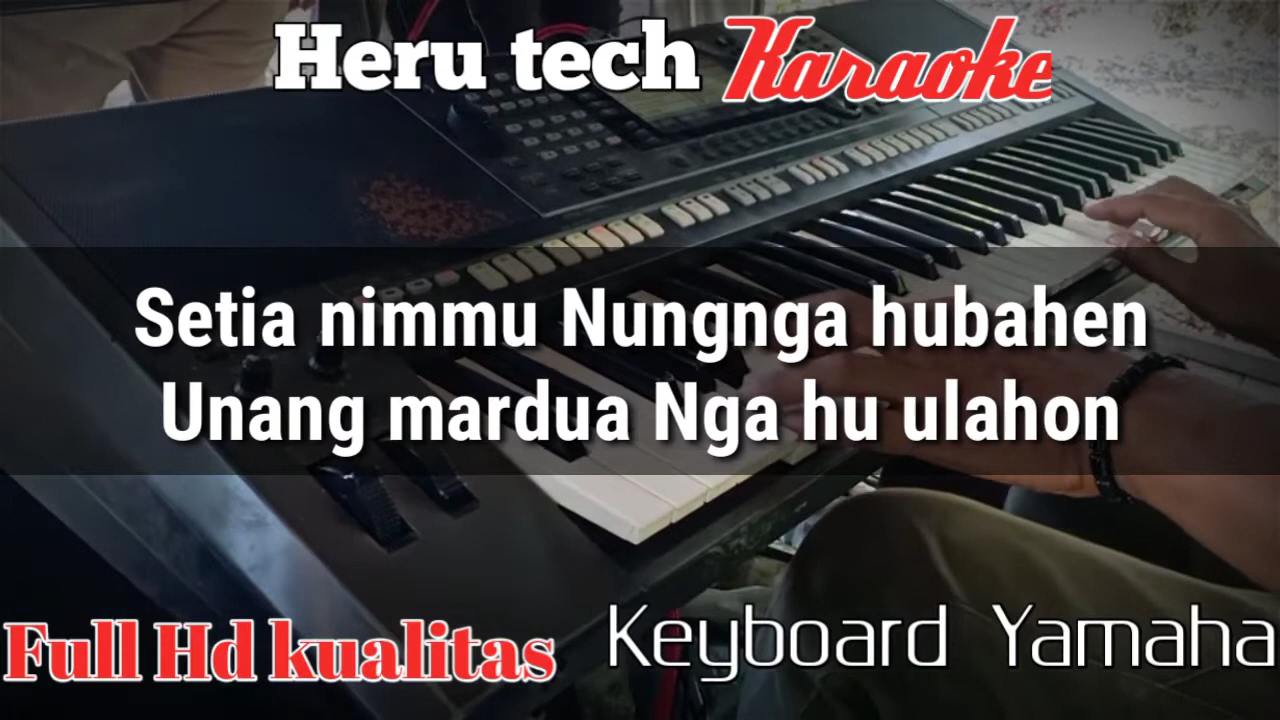 Heru tech Karaoke
Setia nimmu Nungnga hubahen
Unang mardua Nga hu ulahon
Full Hd kualitas
Keyboard Yamaha